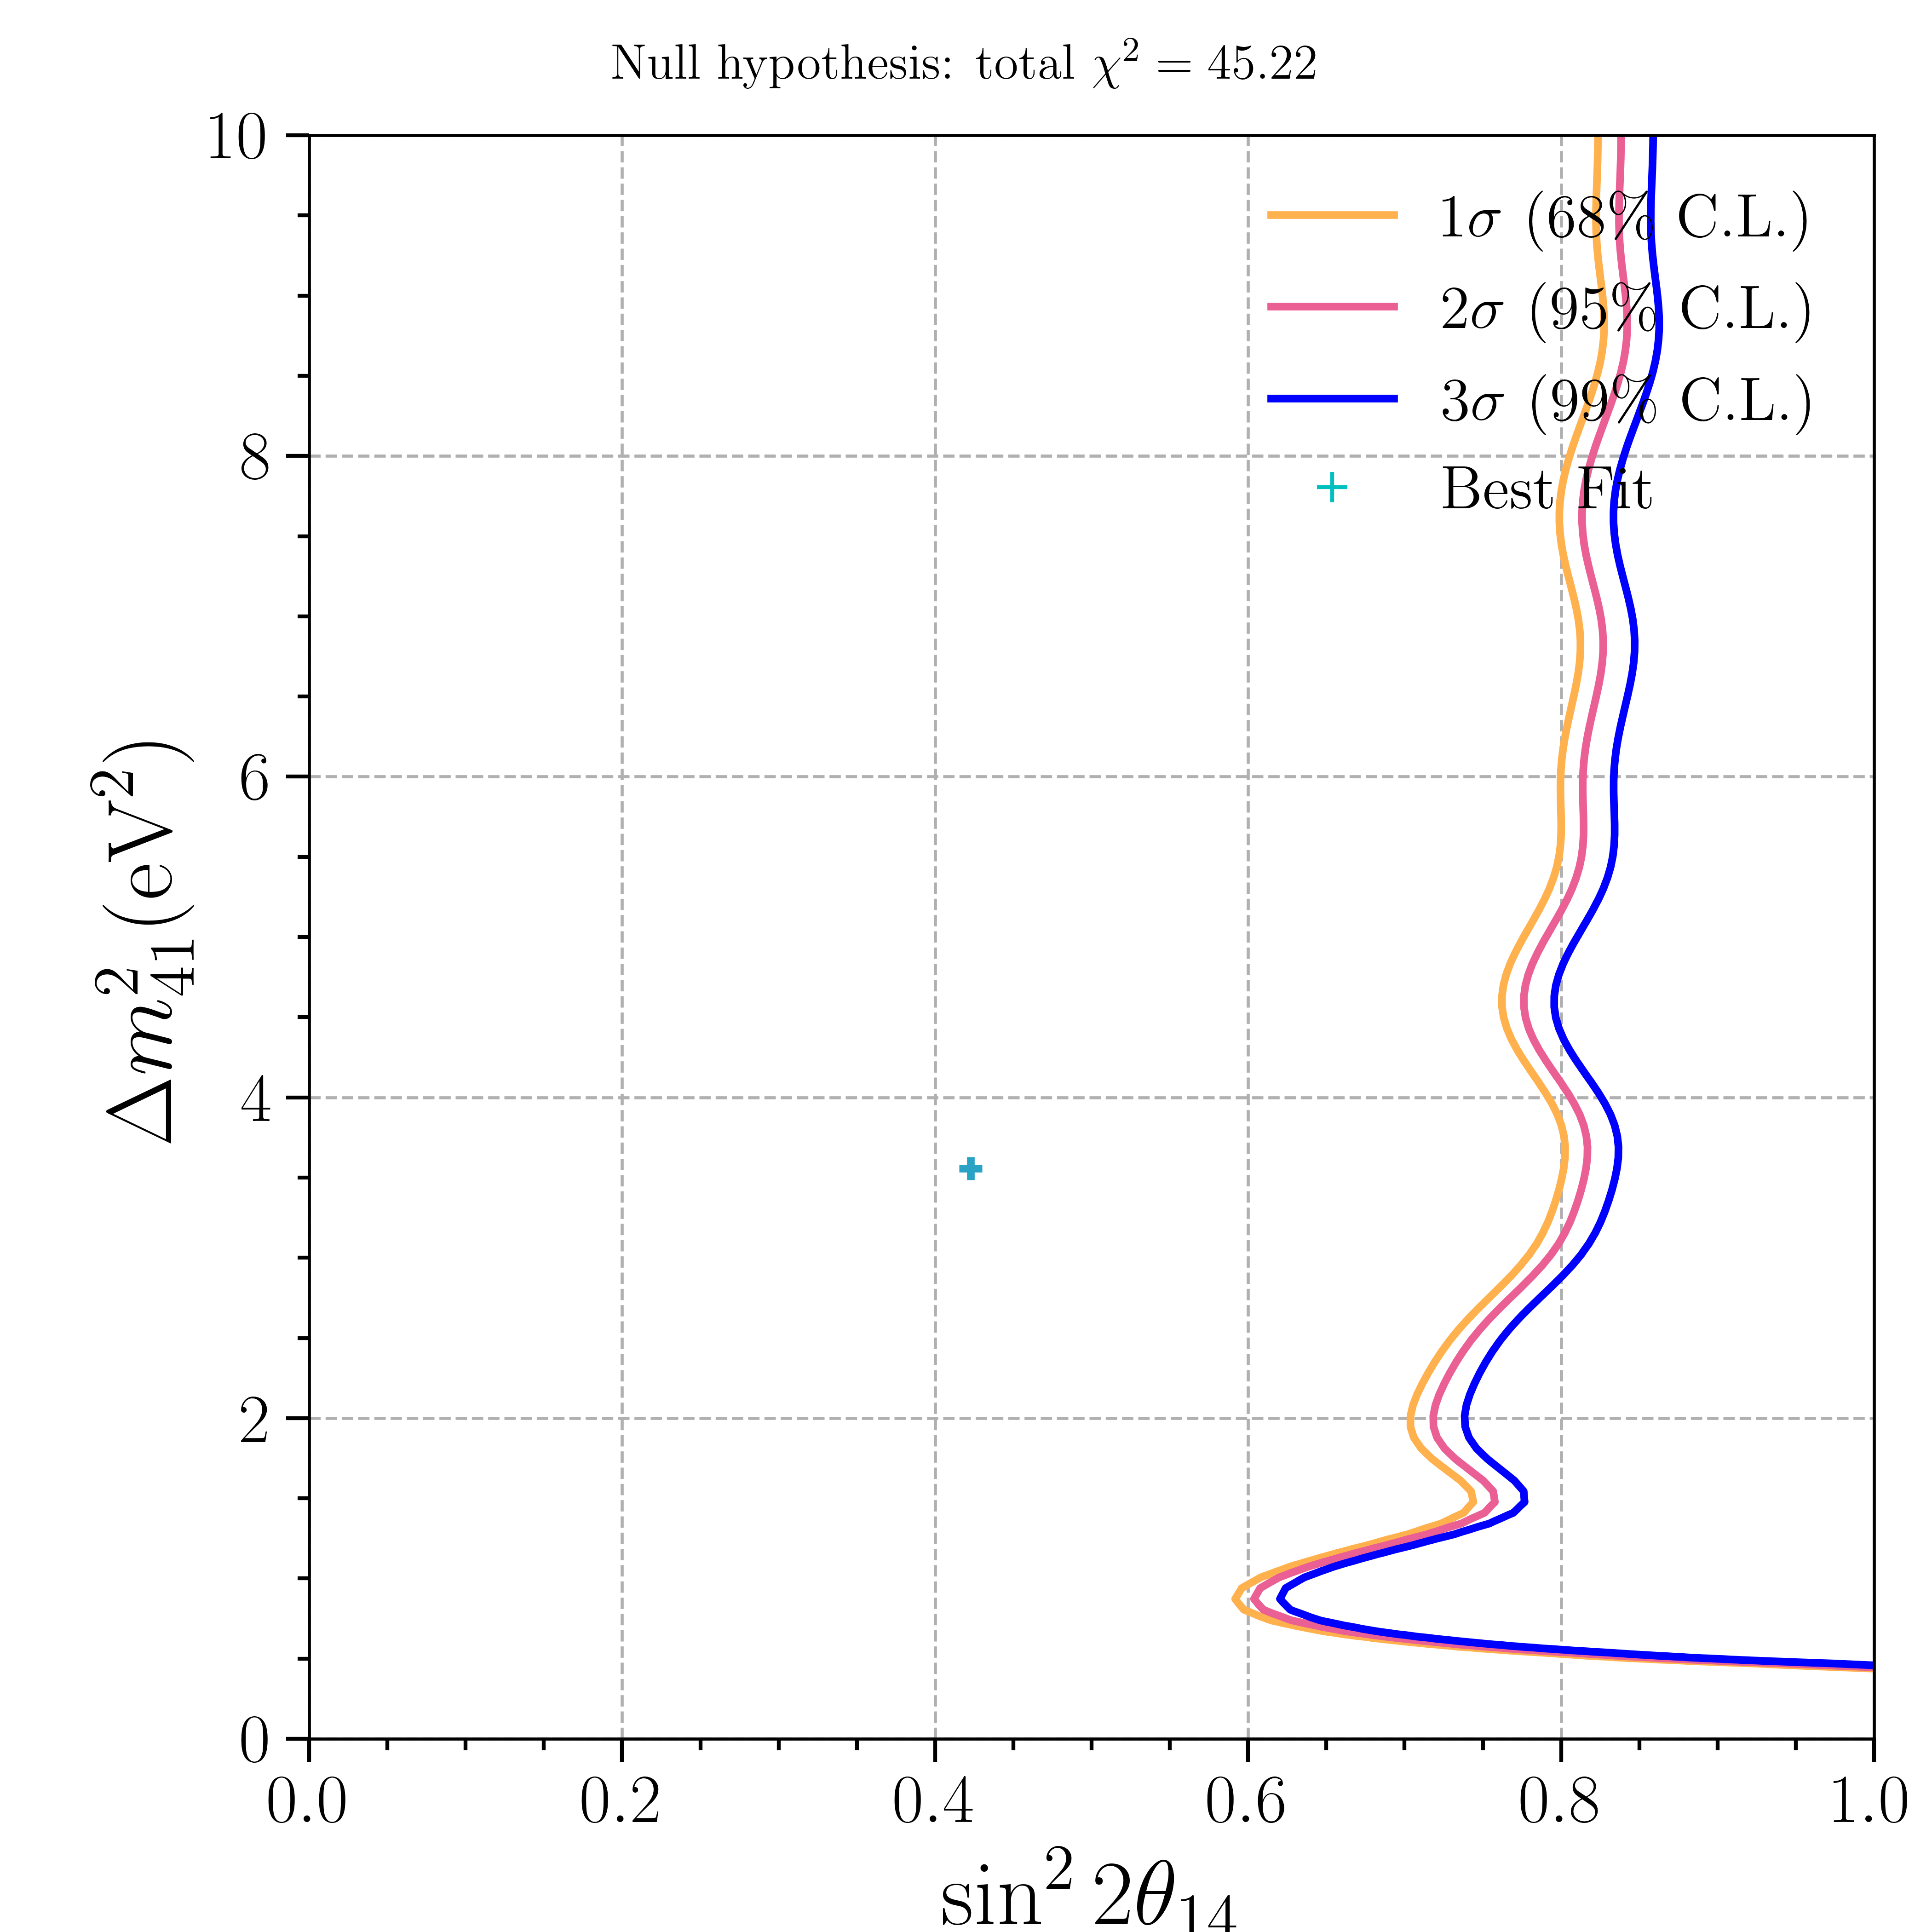 Null hypothesis: total χ² = 45.22
10
8
6
4
2
0
Δm²₄₁(eV²)
1σ (68% C.L.)
2σ (95% C.L.)
3σ (99% C.L.)
Best Fit
0.0 0.2 0.4 0.6 0.8 1.0
sin² 2θ₁₄